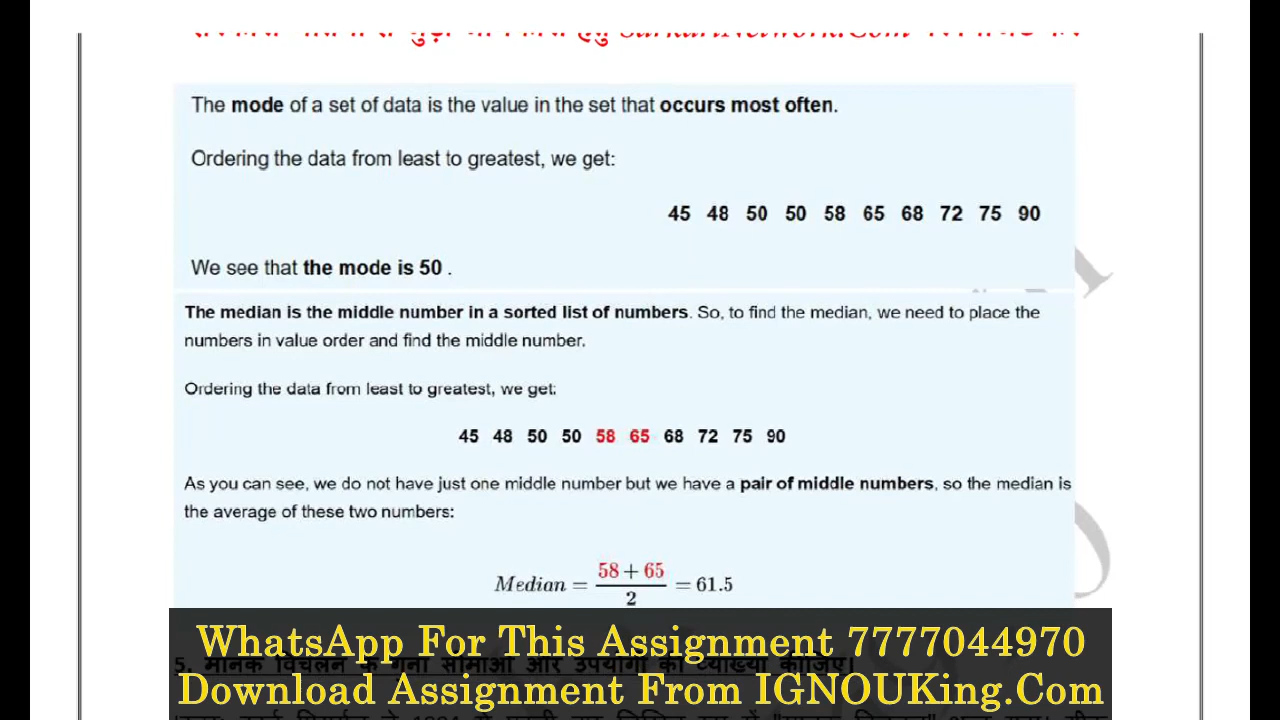 SarkariNetwork.Com
The mode of a set of data is the value in the set that occurs most often.
Ordering the data from least to greatest, we get:
45 48 50 50 58 65 68 72 75 90
We see that the mode is 50 .
The median is the middle number in a sorted list of numbers. So, to find the median, we need to place the
numbers in value order and find the middle number.
Ordering the data from least to greatest, we get:
45 48 50 50 58 65 68 72 75 90
As you can see, we do not have just one middle number but we have a pair of middle numbers, so the median is
the average of these two numbers:
Median = 58 + 65 / 2 = 61.5
WhatsApp For This Assignment 7777044970
5. मानक विचलन के गुना सीमाओं और उपयोगों की व्याख्या कीजिए।
Download Assignment From IGNOUKing.Com